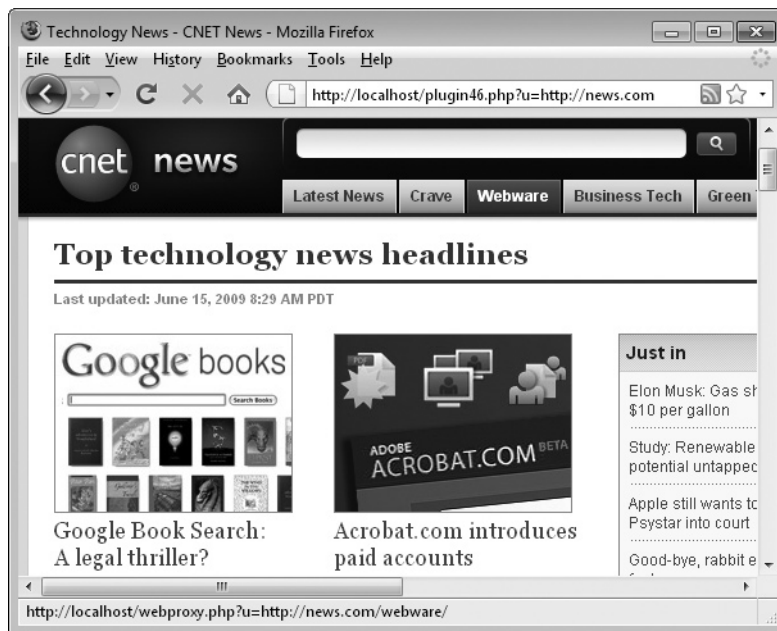 Technology News - CNET News - Mozilla Firefox
File Edit View History Bookmarks Tools Help
http://localhost/plugin46.php?u=http://news.com
cnet news
®
Latest News Crave Webware Business Tech Green
Top technology news headlines
Last updated: June 15, 2009 8:29 AM PDT
Google books
Search Books
PDF
ADOBE
ACROBAT.COM BETA
Google Book Search:
A legal thriller?
Acrobat.com introduces
paid accounts
Just in
Elon Musk: Gas sh
$10 per gallon
Study: Renewable
potential untapped
Apple still wants to
Psystar into court
Good-bye, rabbit e
http://localhost/webproxy.php?u=http://news.com/webware/